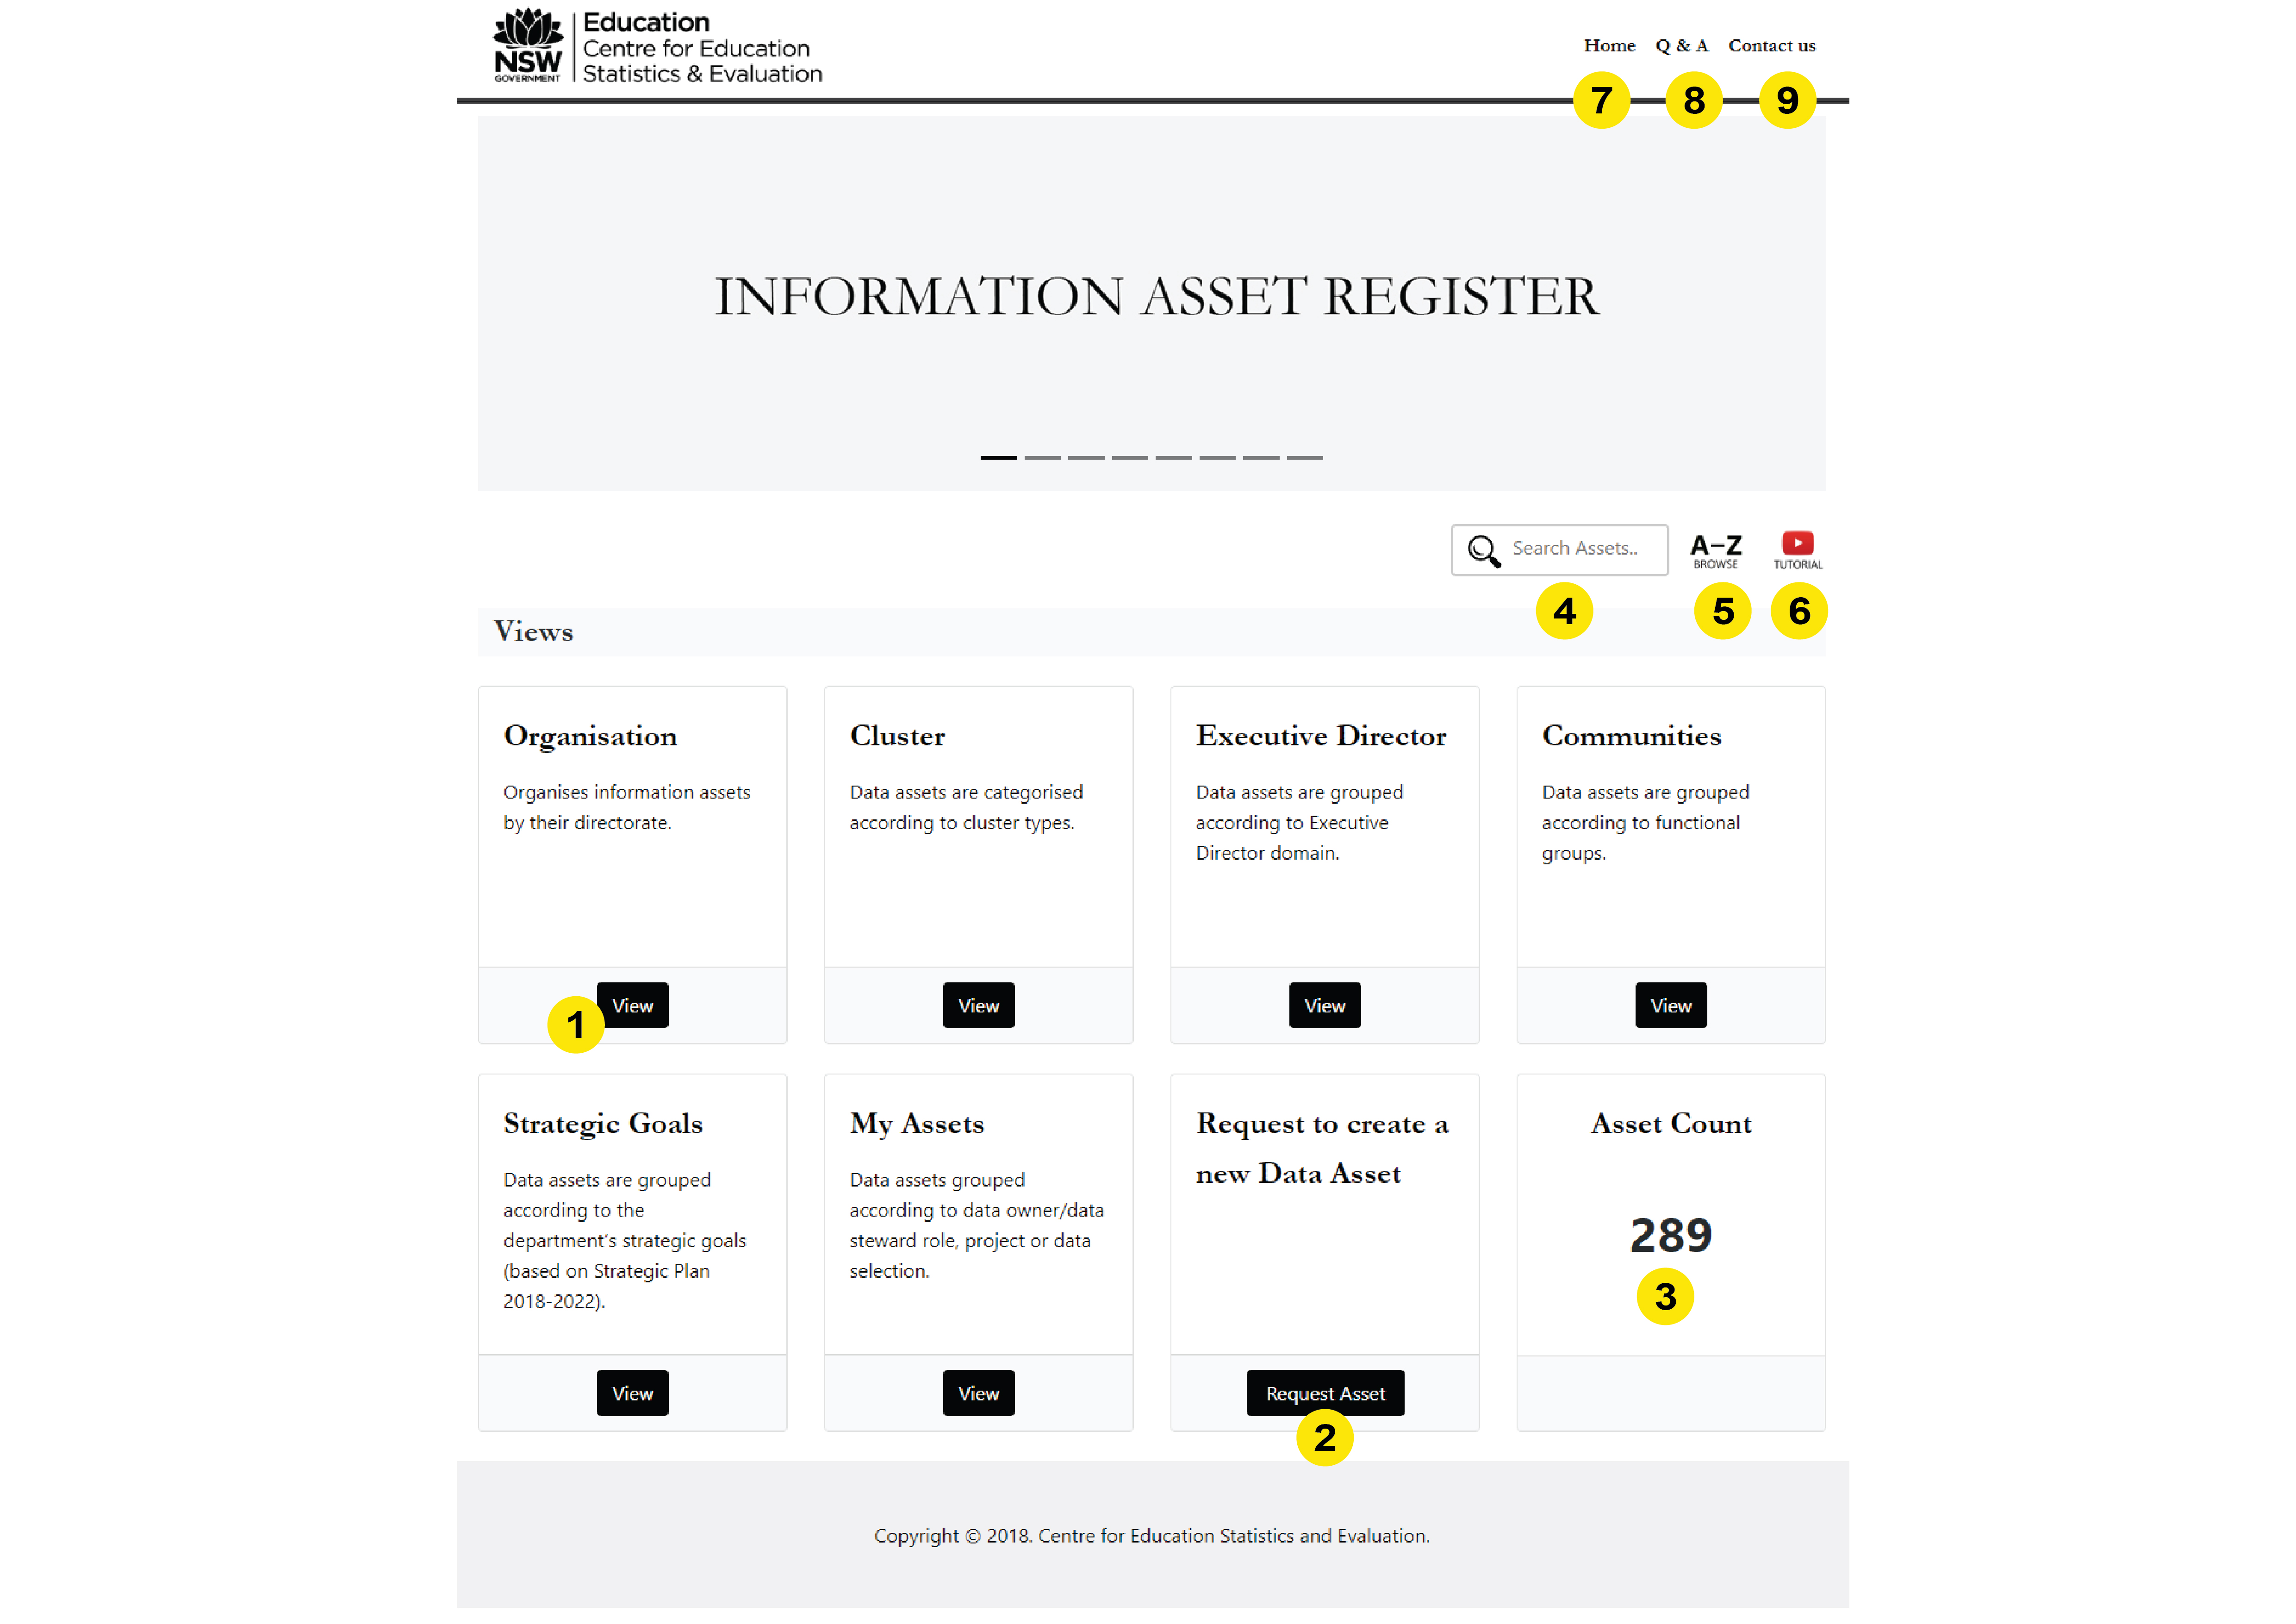 NSW
GOVERNMENT
Education
Centre for Education
Statistics & Evaluation
Home Q & A Contact us
7 8 9
INFORMATION ASSET REGISTER
Search Assets..
A–Z
BROWSE
TUTORIAL
4 5 6
Views
Organisation
Organises information assets
by their directorate.
View
1
Cluster
Data assets are categorised
according to cluster types.
View
Executive Director
Data assets are grouped
according to Executive
Director domain.
View
Communities
Data assets are grouped
according to functional
groups.
View
Strategic Goals
Data assets are grouped
according to the
department's strategic goals
(based on Strategic Plan
2018-2022).
View
My Assets
Data assets grouped
according to data owner/data
steward role, project or data
selection.
View
Request to create a
new Data Asset
Request Asset
2
Asset Count
289
3
Copyright © 2018. Centre for Education Statistics and Evaluation.